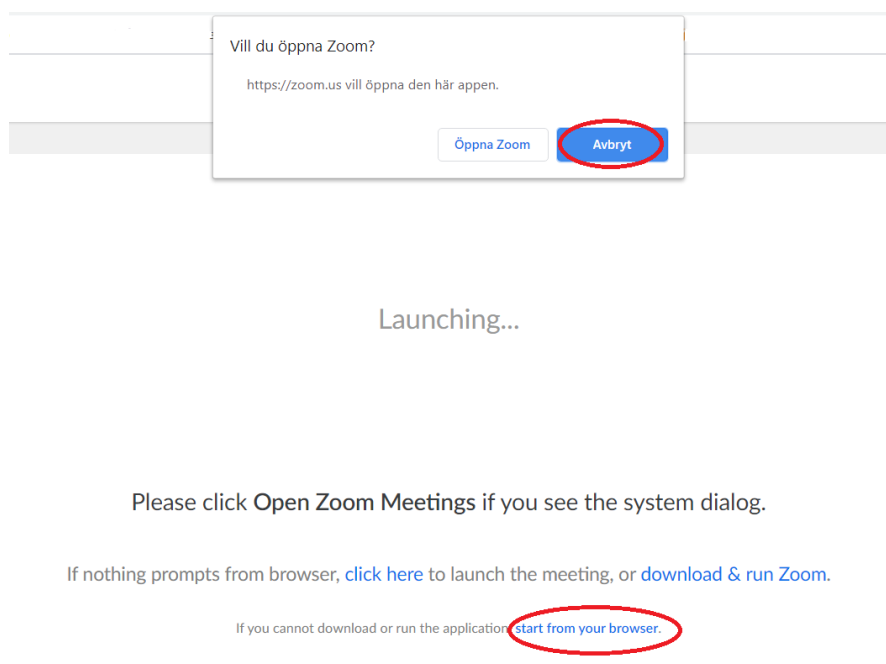 Vill du öppna Zoom?
https://zoom.us vill öppna den här appen.
Öppna Zoom
Avbryt
Launching...
Please click Open Zoom Meetings if you see the system dialog.
If nothing prompts from browser, click here to launch the meeting, or download & run Zoom.
If you cannot download or run the application, start from your browser.